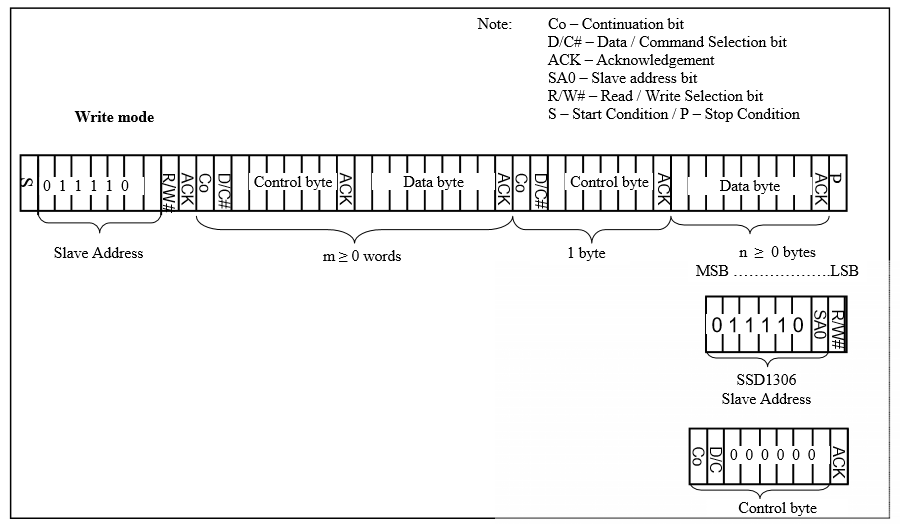 Note: Co – Continuation bit
D/C# – Data / Command Selection bit
ACK – Acknowledgement
SA0 – Slave address bit
R/W# – Read / Write Selection bit
S – Start Condition / P – Stop Condition
Write mode
S 0 1 1 1 1 0 R/W# ACK Co D/C# Control byte ACK Data byte ACK Co D/C# Control byte ACK Data byte ACK P
Slave Address
m ≥ 0 words
1 byte
n ≥ 0 bytes
MSB ……………….LSB
0 1 1 1 1 0 SA0 R/W#
SSD1306
Slave Address
Co D/C 0 0 0 0 0 0 ACK
Control byte